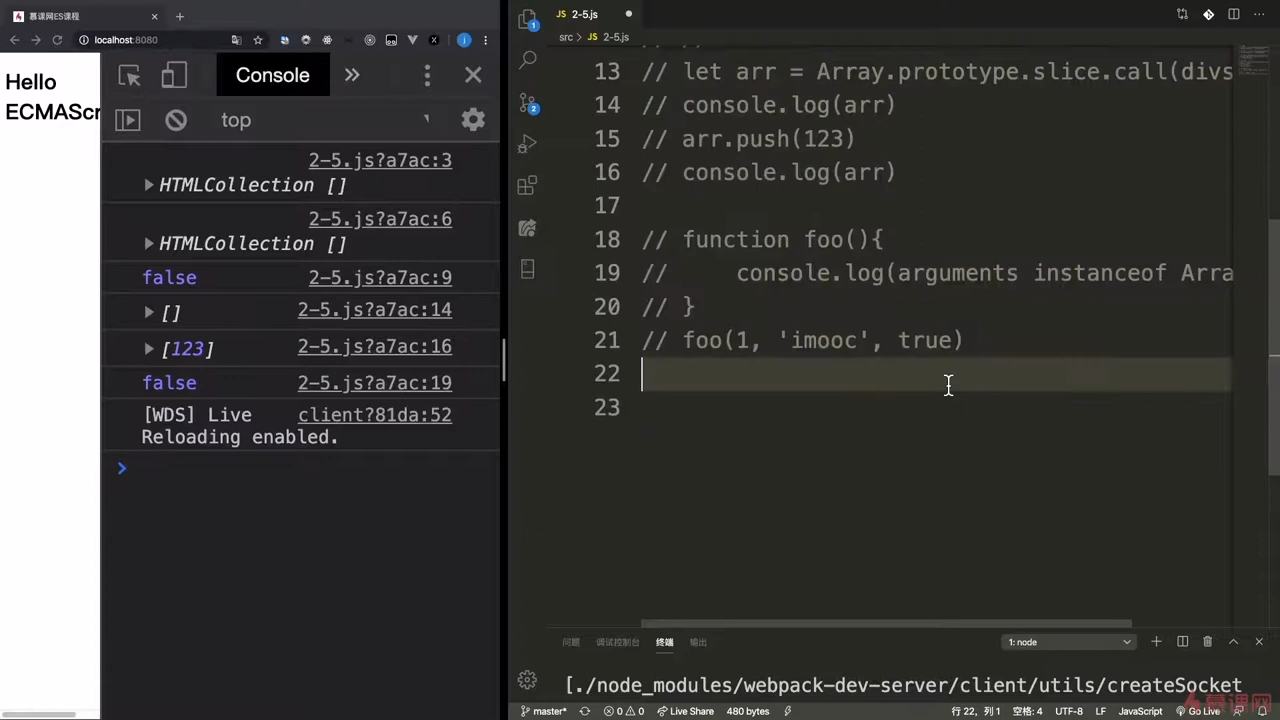 慕课网ES课程
localhost:8080
Hello
ECMAScr
Console
top
2-5.js?a7ac:3
HTMLCollection []
2-5.js?a7ac:6
HTMLCollection []
false 2-5.js?a7ac:9
[] 2-5.js?a7ac:14
[123] 2-5.js?a7ac:16
false 2-5.js?a7ac:19
[WDS] Live client?81da:52
Reloading enabled.
JS 2-5.js
src > JS 2-5.js
13 // let arr = Array.prototype.slice.call(divs
14 // console.log(arr)
15 // arr.push(123)
16 // console.log(arr)
17
18 // function foo(){
19 //     console.log(arguments instanceof Arra
20 // }
21 // foo(1, 'imooc', true)
22
23
问题 调试控制台 终端 输出 1: node
[./node_modules/webpack-dev-server/client/utils/createSocket
master* 0 0 Live Share 480 bytes 行 22, 列 1 空格: 4 UTF-8 LF JavaScript Go Live
慕课网